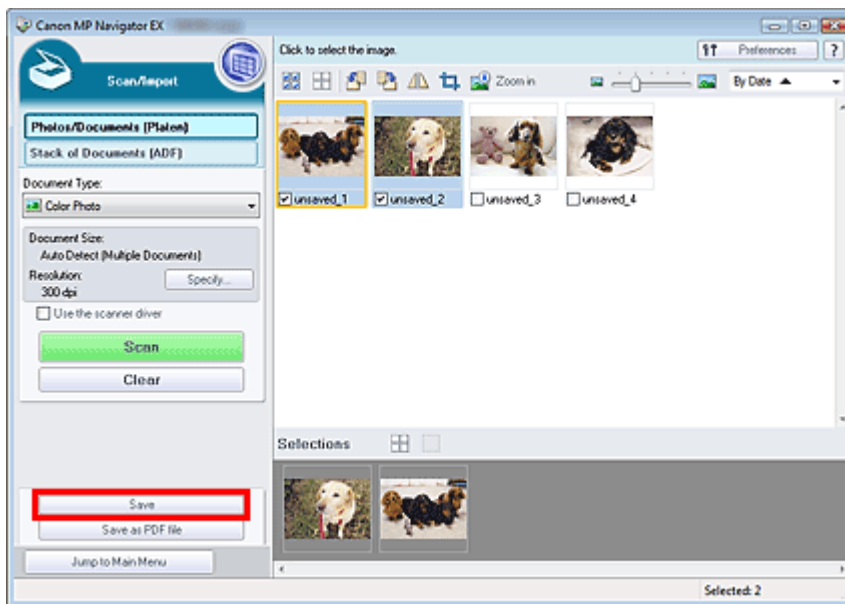 Canon MP Navigator EX
Click to select the image.
Preferences
?
Scan/Import
Zoom in
By Date
Photos/Documents (Platen)
Stack of Documents (ADF)
Document Type:
Color Photo
unsaved_1
unsaved_2
unsaved_3
unsaved_4
Document Size:
Auto Detect (Multiple Documents)
Resolution:
300 dpi
Specify...
Use the scanner driver
Scan
Clear
Selections
Save
Save as PDF file
Jump to Main Menu
Selected: 2